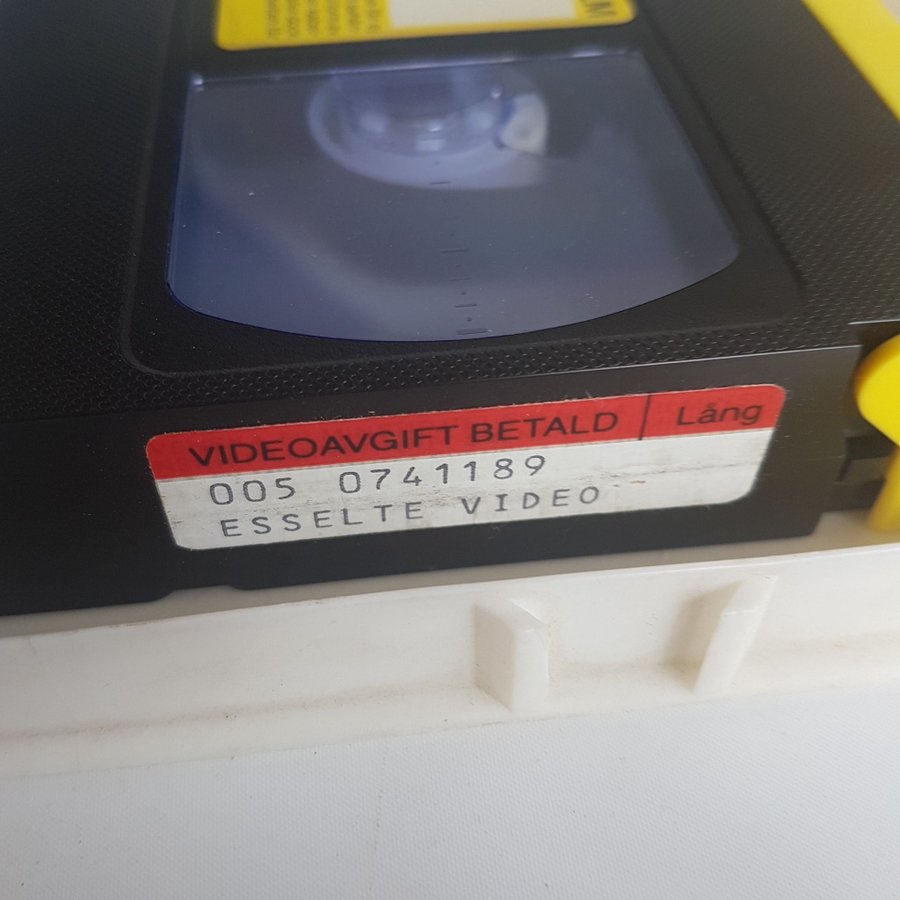 VIDEOAVGIFT BETALD | Lång
005 0741189
ESSELTE VIDEO